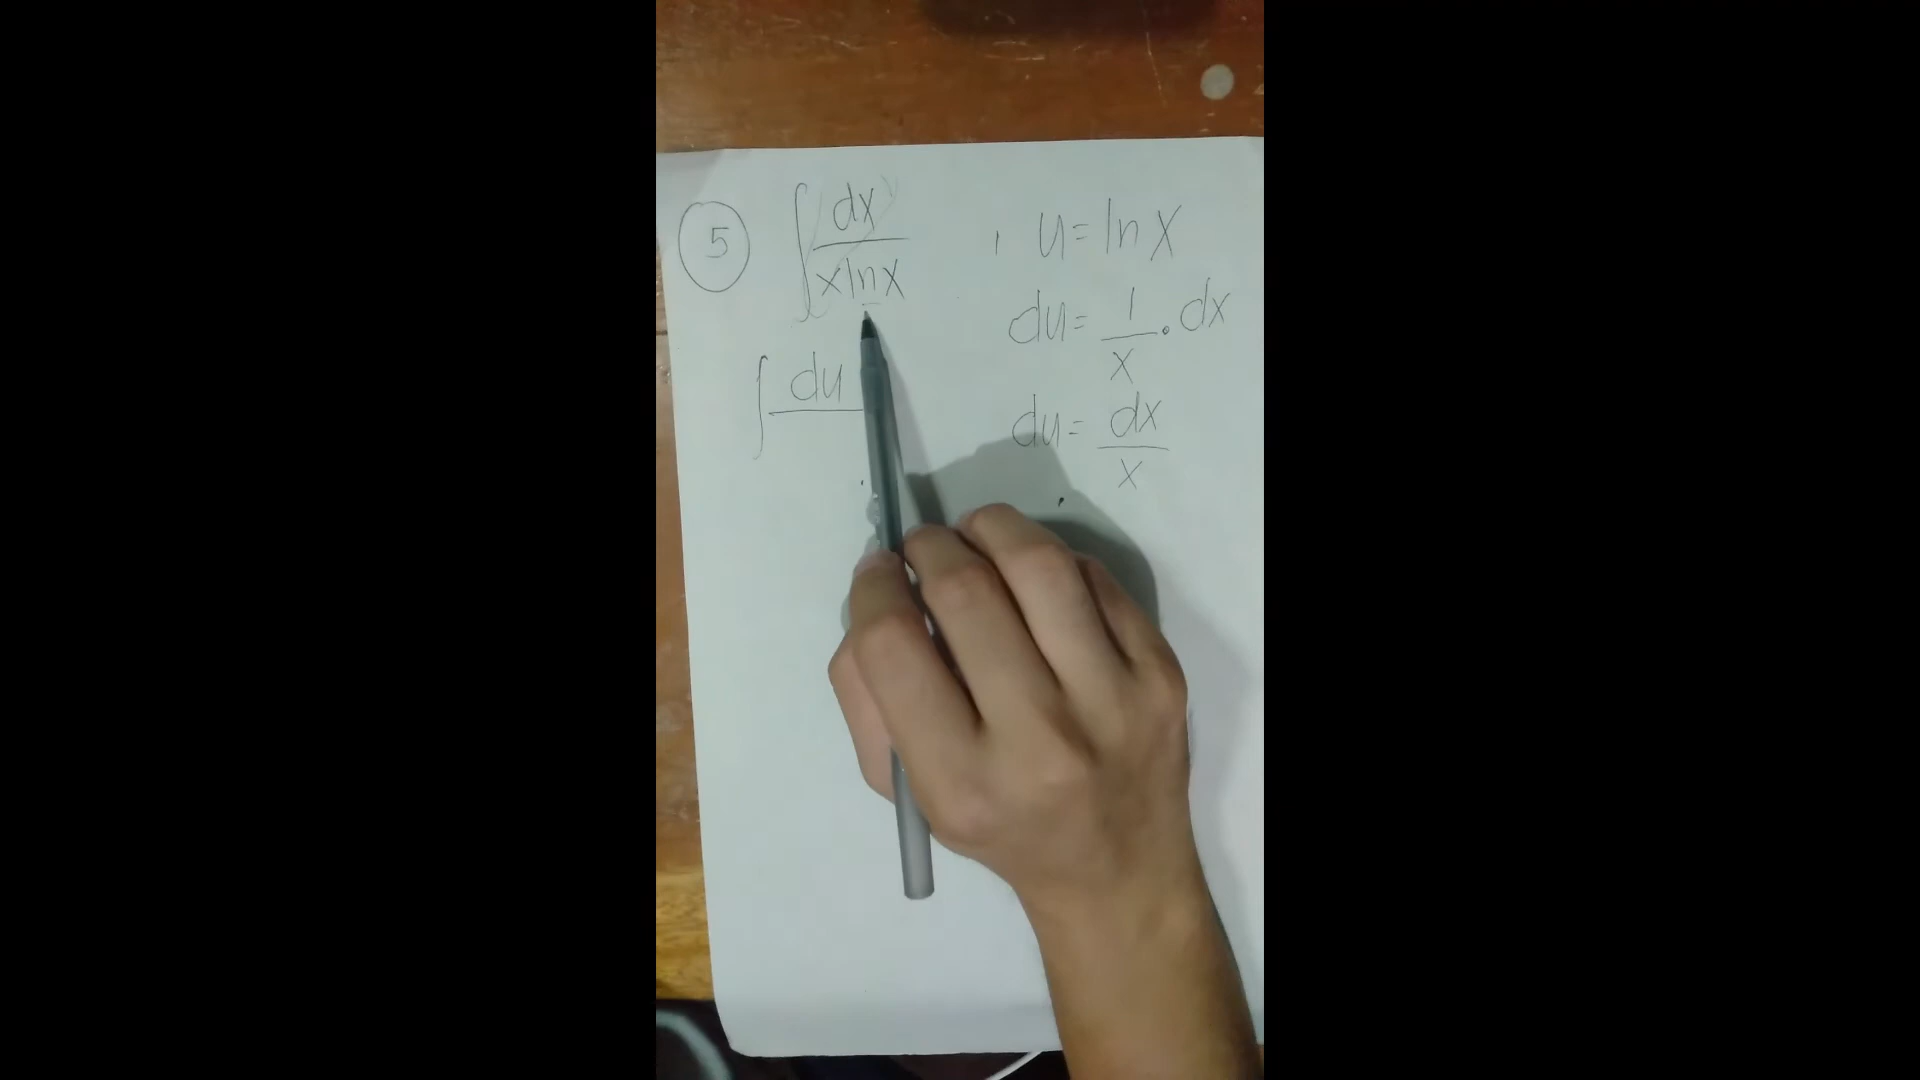 5
∫ dx / x ln x
, u = ln x
du = 1/x · dx
∫ du /
du = dx / x